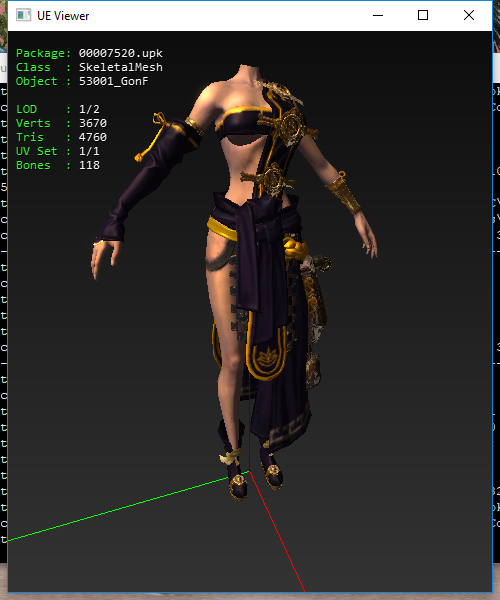 UE Viewer
Package: 00007520.upk
Class  : SkeletalMesh
Object : 53001_GonF
LOD    : 1/2
Verts  : 3670
Tris   : 4760
UV Set : 1/1
Bones  : 118